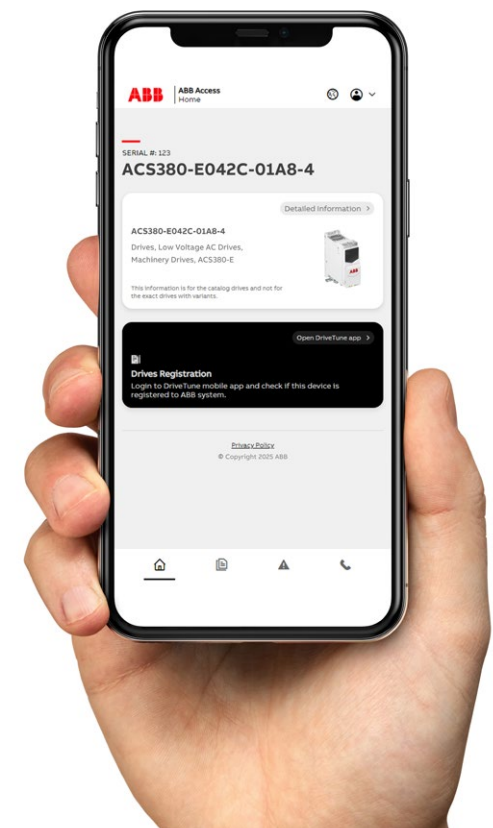 ABB
ABB Access
Home
SERIAL #: 123
ACS380-E042C-01A8-4
Detailed information
ACS380-E042C-01A8-4
Drives, Low Voltage AC Drives,
Machinery Drives, ACS380-E
ABB
This information is for the catalog drives and not for
the exact drives with variants.
Open DriveTune app
Drives Registration
Login to DriveTune mobile app and check if this device is
registered to ABB system.
Privacy Policy
© Copyright 2025 ABB